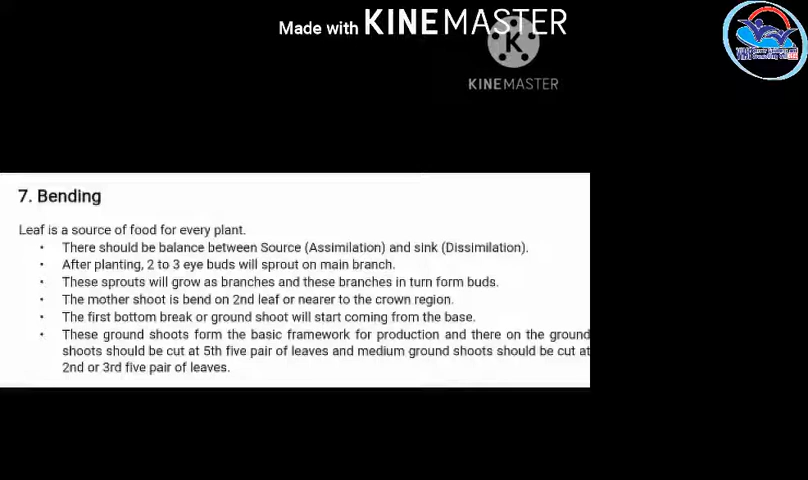 Made with KINEMASTER
K
KINEMASTER
7. Bending
Leaf is a source of food for every plant.
• There should be balance between Source (Assimilation) and sink (Dissimilation).
• After planting, 2 to 3 eye buds will sprout on main branch.
• These sprouts will grow as branches and these branches in turn form buds.
• The mother shoot is bend on 2nd leaf or nearer to the crown region.
• The first bottom break or ground shoot will start coming from the base.
• These ground shoots form the basic framework for production and there on the ground
shoots should be cut at 5th five pair of leaves and medium ground shoots should be cut at
2nd or 3rd five pair of leaves.